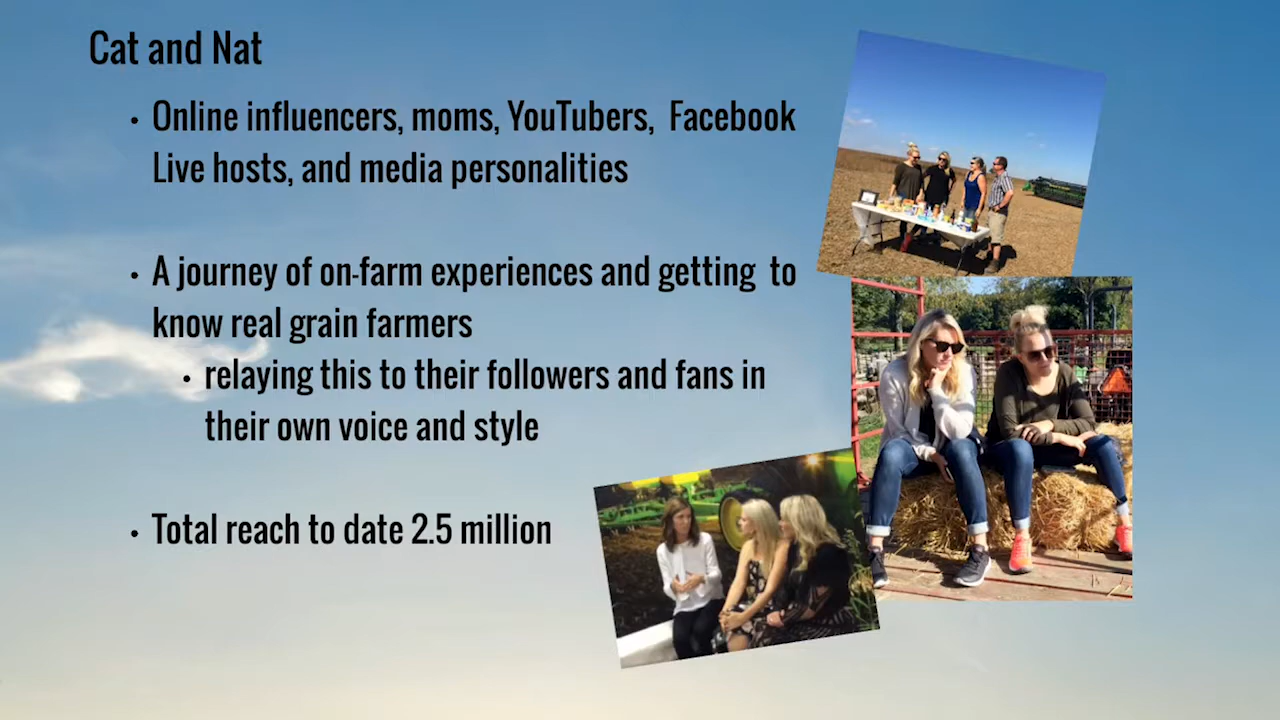 Cat and Nat
• Online influencers, moms, YouTubers, Facebook
Live hosts, and media personalities
• A journey of on-farm experiences and getting to
know real grain farmers
• relaying this to their followers and fans in
their own voice and style
• Total reach to date 2.5 million